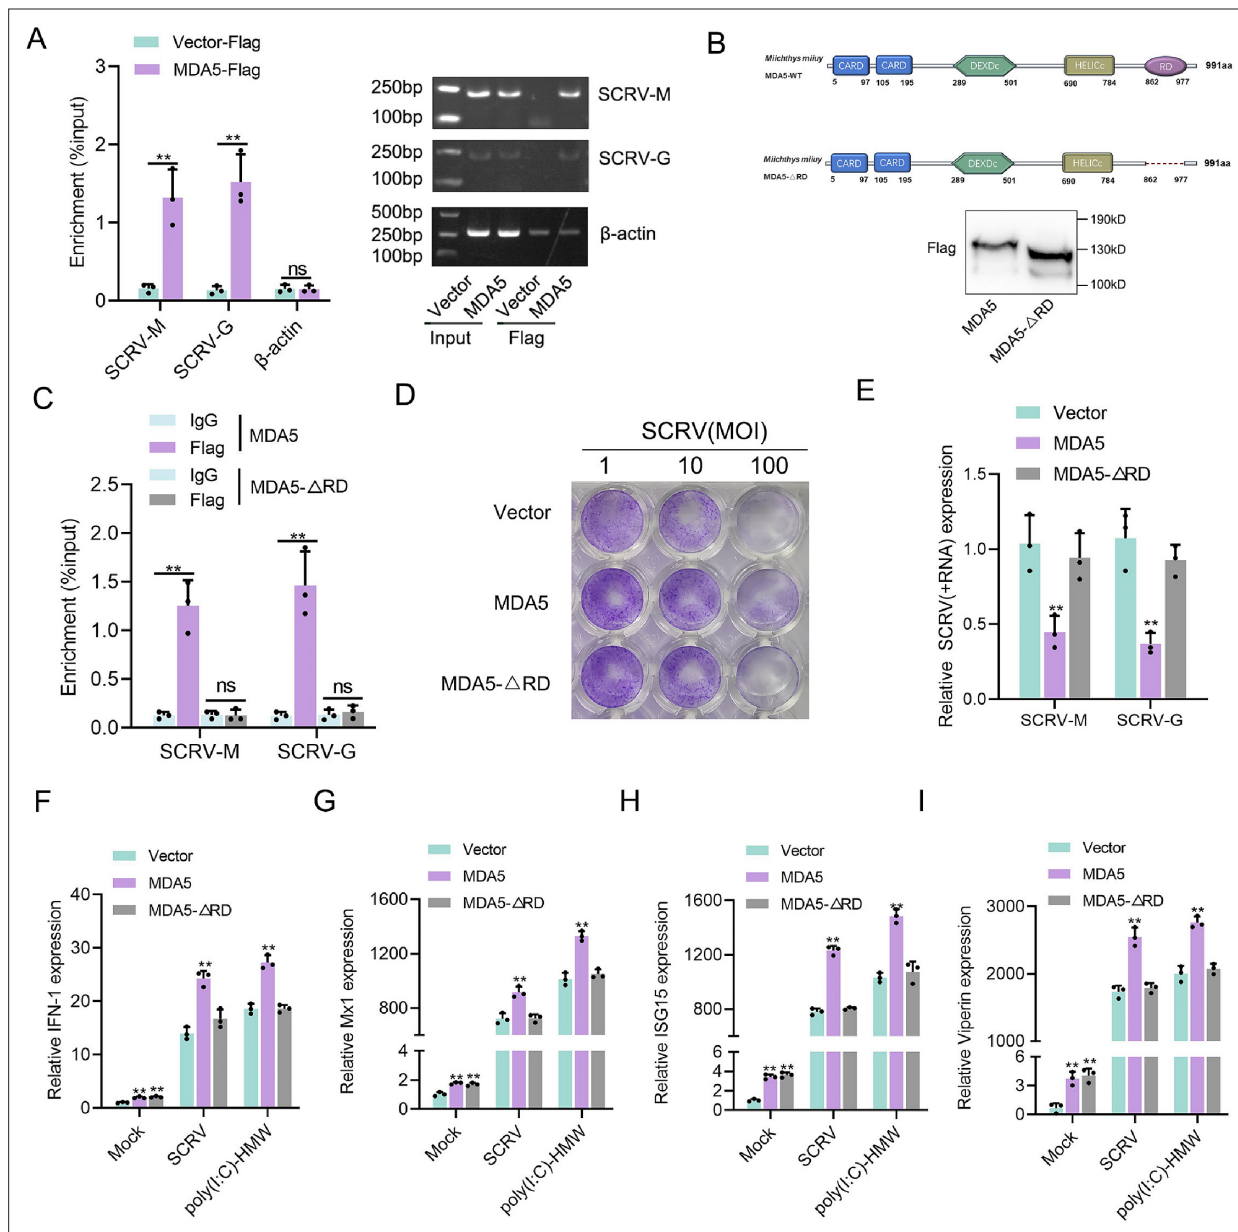 A
Vector-Flag
MDA5-Flag
Enrichment (%input)
3
2
1
0
**
**
ns
SCRV-M
SCRV-G
β-actin
250bp
100bp
SCRV-M
250bp
100bp
SCRV-G
500bp
250bp
100bp
β-actin
Vector
MDA5
Vector
MDA5
Input
Flag
B
Miichthys miiuy
MDA5-WT
CARD
CARD
DEXDc
HELICc
RD
991aa
5 97 105 195 289 501 690 784 862 977
Miichthys miiuy
MDA5-△RD
CARD
CARD
DEXDc
HELICc
991aa
5 97 105 195 289 501 690 784 862 977
Flag
190kD
130kD
100kD
MDA5
MDA5-△RD
C
IgG
Flag
MDA5
IgG
Flag
MDA5-△RD
Enrichment (%input)
2.5
2.0
1.5
1.0
0.5
0.0
**
ns
**
ns
SCRV-M
SCRV-G
D
SCRV(MOI)
1 10 100
Vector
MDA5
MDA5-△RD
E
Vector
MDA5
MDA5-△RD
Relative SCRV(+RNA) expression
1.5
1.0
0.5
0.0
**
**
SCRV-M
SCRV-G
F
Vector
MDA5
MDA5-△RD
Relative IFN-1 expression
40
30
20
10
0
** **
**
**
Mock
SCRV
poly(I:C)-HMW
G
Vector
MDA5
MDA5-△RD
Relative Mx1 expression
1600
1200
800
4
2
0
** **
**
**
Mock
SCRV
poly(I:C)-HMW
H
Vector
MDA5
MDA5-△RD
Relative ISG15 expression
1600
1200
800
6
4
2
0
** **
**
**
Mock
SCRV
poly(I:C)-HMW
I
Vector
MDA5
MDA5-△RD
Relative Viperin expression
3000
2000
1000
6
3
0
** **
**
**
Mock
SCRV
poly(I:C)-HMW